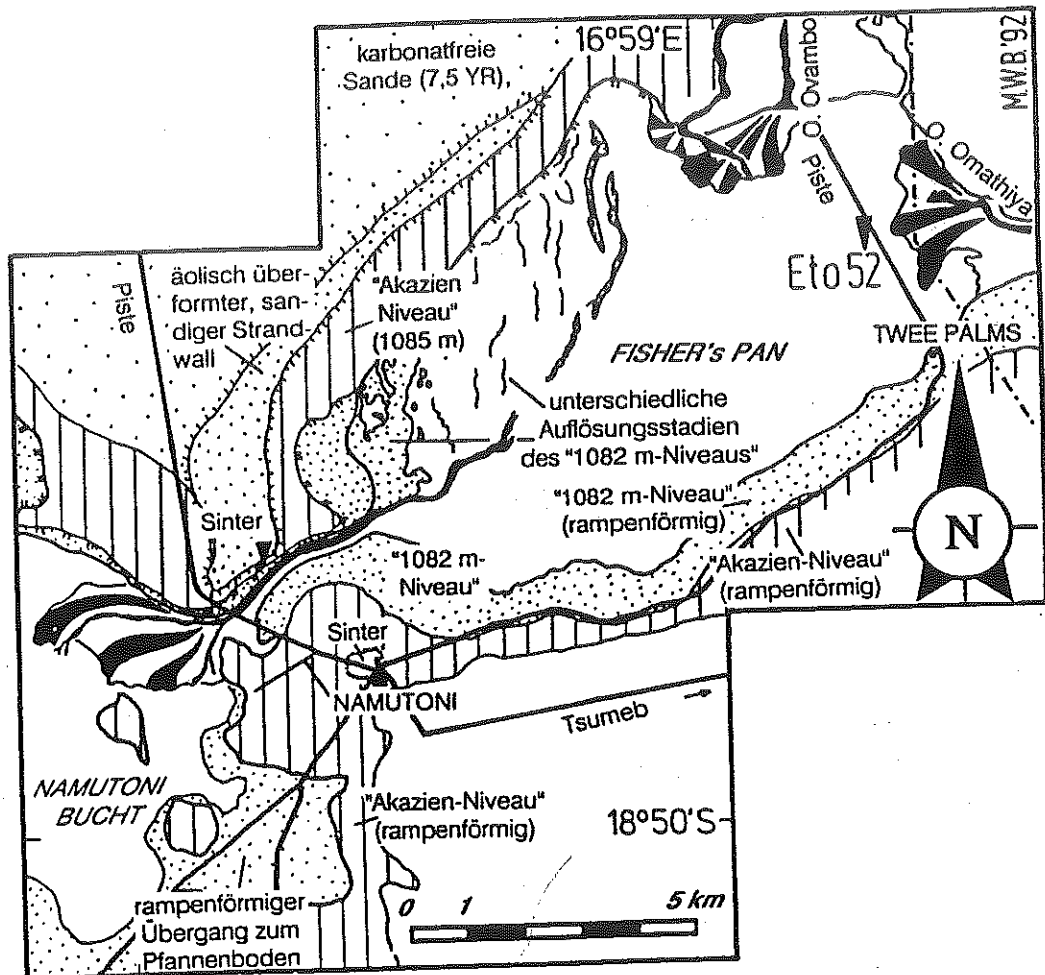 karbonatfreie
Sande (7,5 YR),
16°59'E
O. Ovambo
M.W.B.'92
O. Omathiya
Piste
Eto 52
Piste
äolisch über-
formter, san-
diger Strand-
wall
"Akazien
Niveau"
(1085 m)
FISHER's PAN
TWEE PALMS
unterschiedliche
Auflösungsstadien
des "1082 m-Niveaus"
"1082 m-Niveau"
(rampenförmig)
Sinter
"1082 m-
Niveau"
"Akazien-Niveau"
(rampenförmig)
N
Sinter
NAMUTONI
Tsumeb
NAMUTONI
BUCHT
"Akazien-Niveau"
(rampenförmig)
18°50'S
rampenförmiger
Übergang zum
Pfannenboden
0 1 5 km